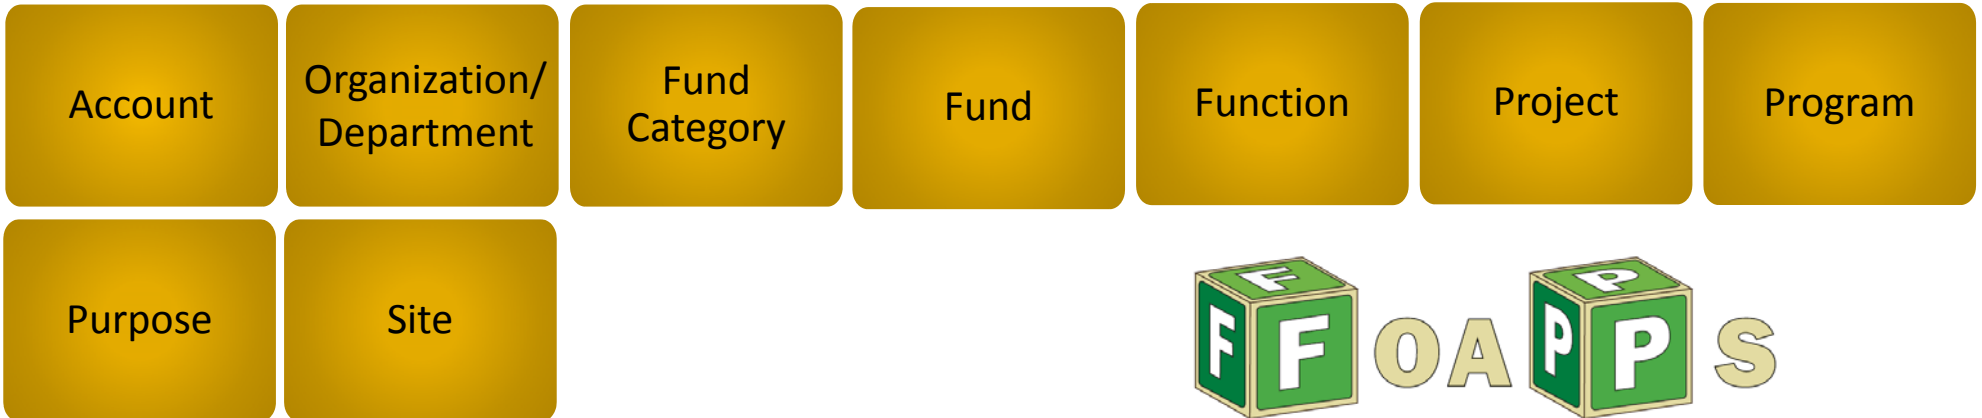 Account
Organization/
Department
Fund
Category
Fund
Function
Project
Program
Purpose
Site
F
F
F
O
A
P
P
P
S